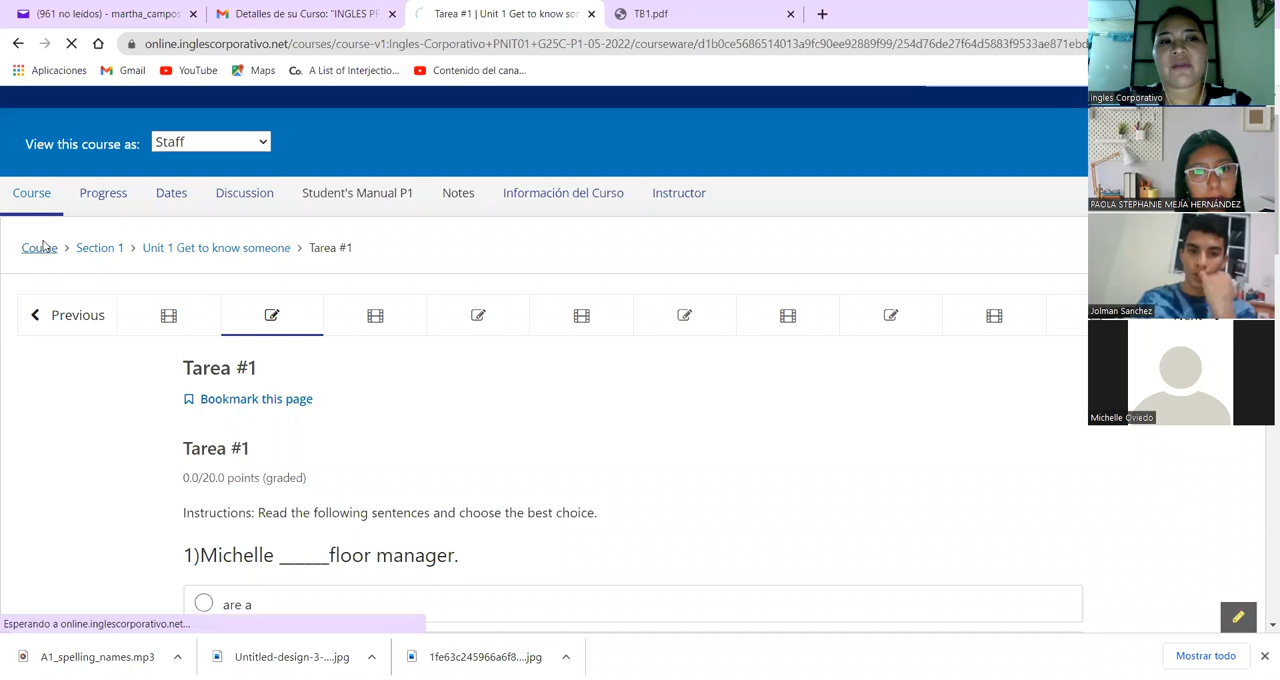 (961 no leídos) - martha_campos
Detalles de su Curso: "INGLES PR
Tarea #1 | Unit 1 Get to know sor
TB1.pdf
online.inglescorporativo.net/courses/course-v1:Ingles-Corporativo+PNIT01+G25C-P1-05-2022/courseware/d1b0ce5686514013a9fc90ee92889f99/254d76de27f64d5883f9533ae871ebd
Aplicaciones
Gmail
YouTube
Maps
A List of Interjectio...
Contenido del cana...
Ingles Corporativo
View this course as:
Staff
Course
Progress
Dates
Discussion
Student's Manual P1
Notes
Información del Curso
Instructor
PAOLA STEPHANIE MEJÍA HERNÁNDEZ
Course > Section 1 > Unit 1 Get to know someone > Tarea #1
Previous
Jolman Sanchez
Tarea #1
Bookmark this page
Michelle Oviedo
Tarea #1
0.0/20.0 points (graded)
Instructions: Read the following sentences and choose the best choice.
1)Michelle ______floor manager.
are a
Esperando a online.inglescorporativo.net...
A1_spelling_names.mp3
Untitled-design-3-....jpg
1fe63c245966a6f8....jpg
Mostrar todo